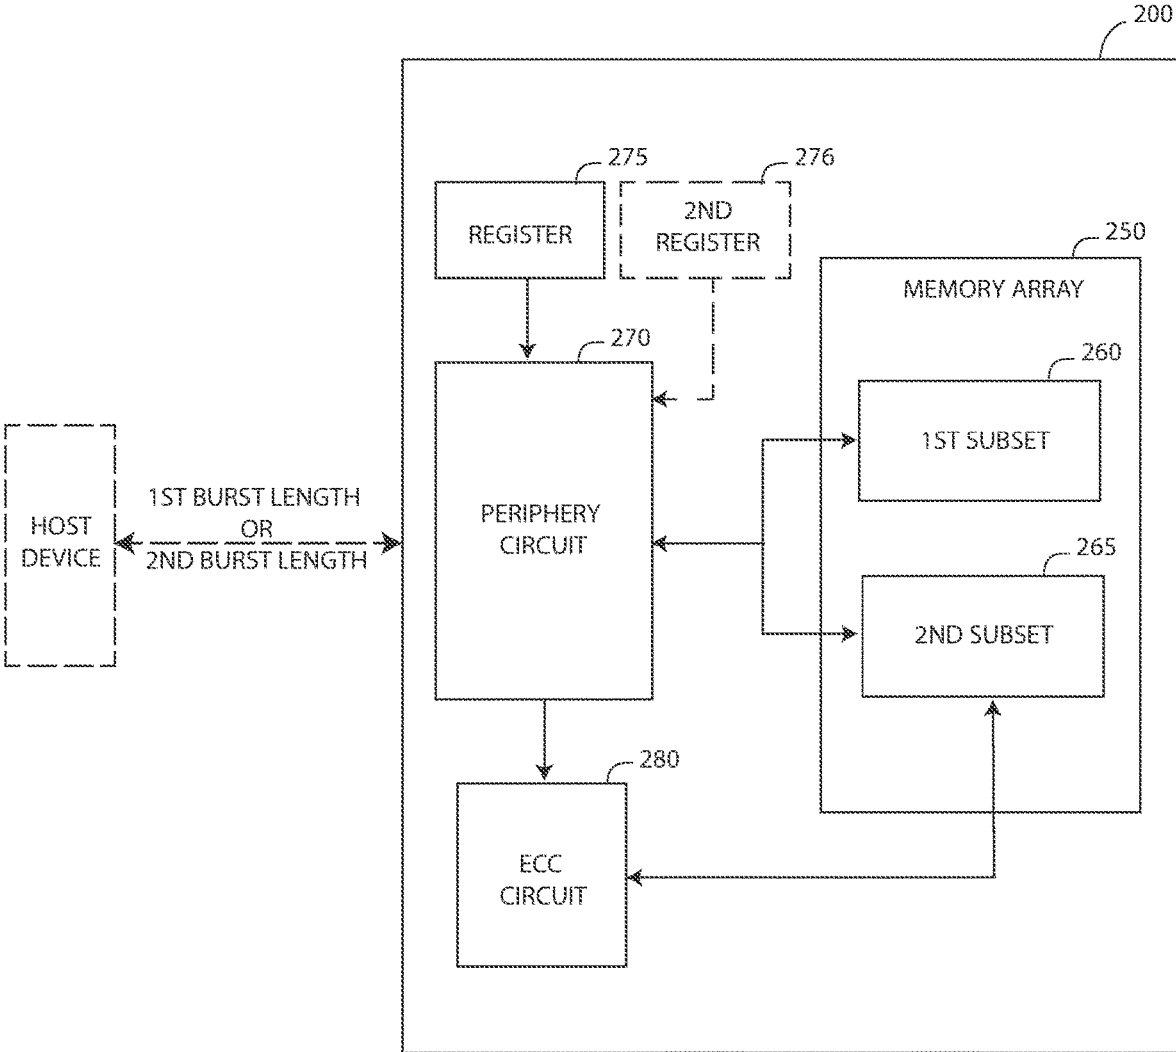 200
275
REGISTER
276
2ND
REGISTER
250
MEMORY ARRAY
270
PERIPHERY
CIRCUIT
260
1ST SUBSET
265
2ND SUBSET
HOST
DEVICE
1ST BURST LENGTH
OR
2ND BURST LENGTH
280
ECC
CIRCUIT